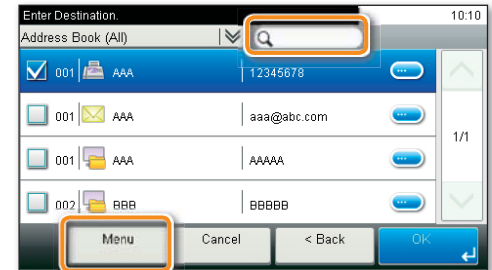 Enter Destination. 10:10
Address Book (All)
001 AAA 12345678
001 AAA aaa@abc.com
1/1
001 AAA AAAAA
002 BBB BBBBB
Menu Cancel < Back OK